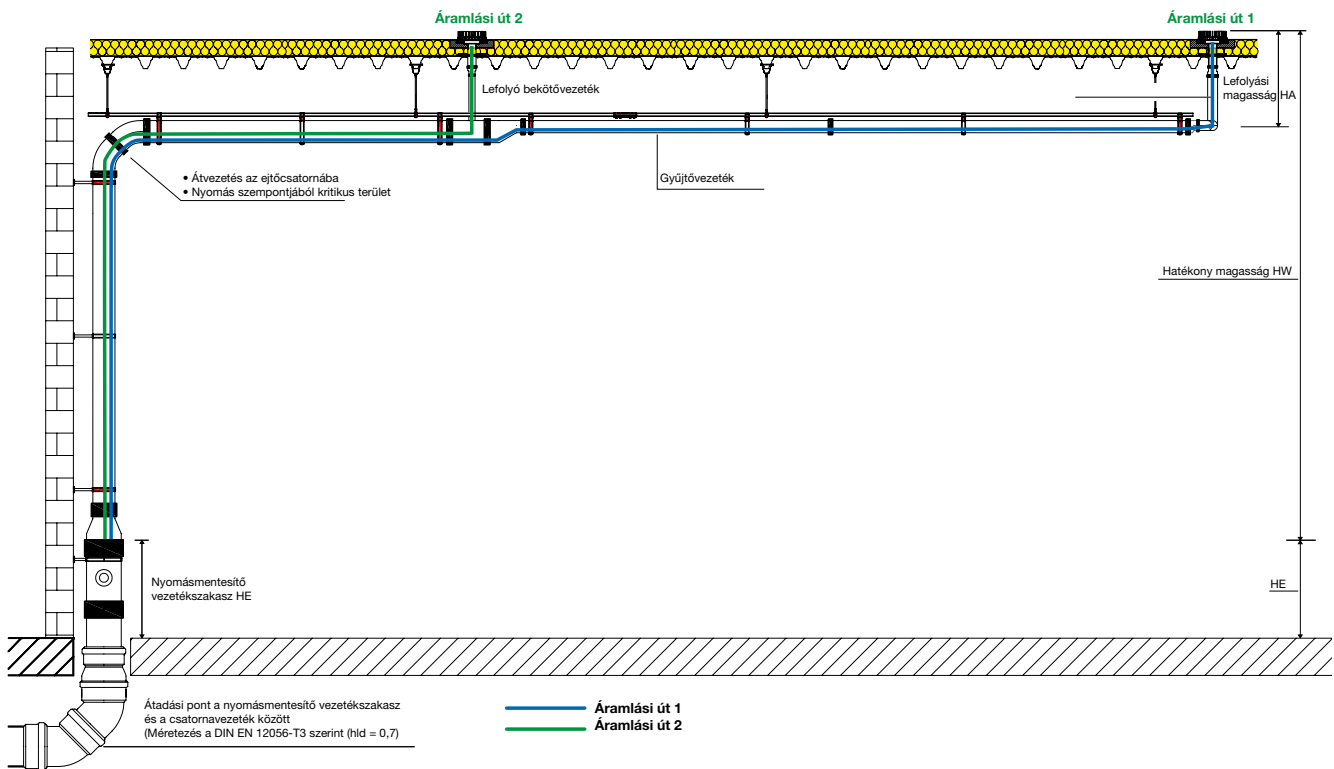 Áramlási út 2
Áramlási út 1
Lefolyó bekötővezeték
Lefolyási
magasság HA
• Átvezetés az ejtőcsatornába
• Nyomás szempontjából kritikus terület
Gyűjtővezeték
Hatékony magasság HW
Nyomásmentesítő
vezetékszakasz HE
HE
Átadási pont a nyomásmentesítő vezetékszakasz
és a csatornavezeték között
(Méretezés a DIN EN 12056-T3 szerint (hld = 0,7)
Áramlási út 1
Áramlási út 2